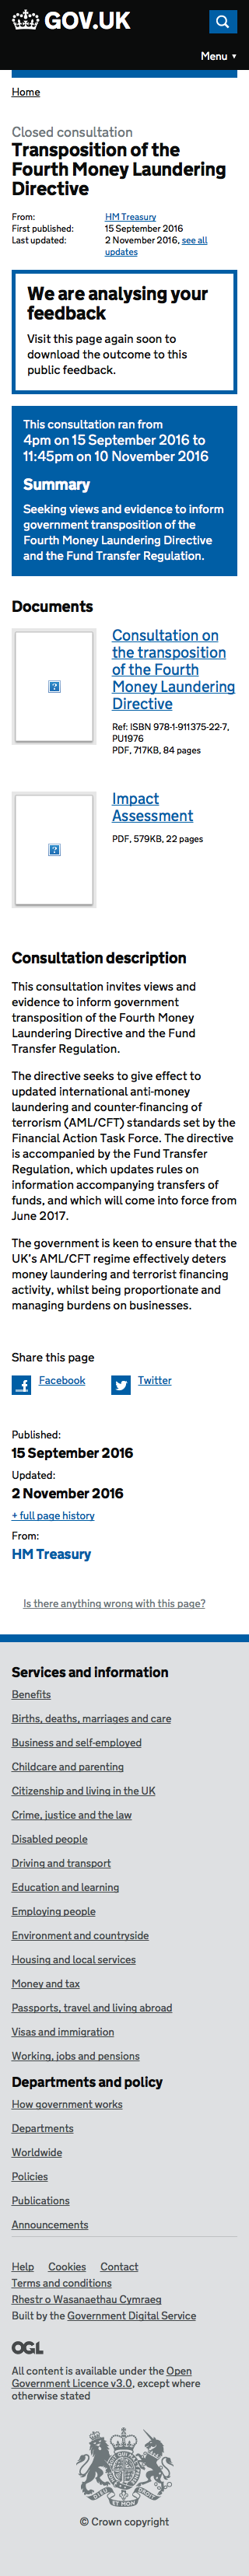 GOV.UK
Menu ▼
Home
Closed consultation
Transposition of the
Fourth Money Laundering
Directive
From: HM Treasury
First published: 15 September 2016
Last updated: 2 November 2016, see all
updates
We are analysing your
feedback
Visit this page again soon to
download the outcome to this
public feedback.
This consultation ran from
4pm on 15 September 2016 to
11:45pm on 10 November 2016
Summary
Seeking views and evidence to inform
government transposition of the
Fourth Money Laundering Directive
and the Fund Transfer Regulation.
Documents
Consultation on
the transposition
of the Fourth
Money Laundering
Directive
Ref: ISBN 978-1-911375-22-7,
PU1976
PDF, 717KB, 84 pages
Impact
Assessment
PDF, 579KB, 22 pages
Consultation description
This consultation invites views and
evidence to inform government
transposition of the Fourth Money
Laundering Directive and the Fund
Transfer Regulation.
The directive seeks to give effect to
updated international anti-money
laundering and counter-financing of
terrorism (AML/CFT) standards set by the
Financial Action Task Force. The directive
is accompanied by the Fund Transfer
Regulation, which updates rules on
information accompanying transfers of
funds, and which will come into force from
June 2017.
The government is keen to ensure that the
UK's AML/CFT regime effectively deters
money laundering and terrorist financing
activity, whilst being proportionate and
managing burdens on businesses.
Share this page
Facebook Twitter
Published:
15 September 2016
Updated:
2 November 2016
+ full page history
From:
HM Treasury
Is there anything wrong with this page?
Services and information
Benefits
Births, deaths, marriages and care
Business and self-employed
Childcare and parenting
Citizenship and living in the UK
Crime, justice and the law
Disabled people
Driving and transport
Education and learning
Employing people
Environment and countryside
Housing and local services
Money and tax
Passports, travel and living abroad
Visas and immigration
Working, jobs and pensions
Departments and policy
How government works
Departments
Worldwide
Policies
Publications
Announcements
Help Cookies Contact
Terms and conditions
Rhestr o Wasanaethau Cymraeg
Built by the Government Digital Service
OGL
All content is available under the Open
Government Licence v3.0, except where
otherwise stated
© Crown copyright